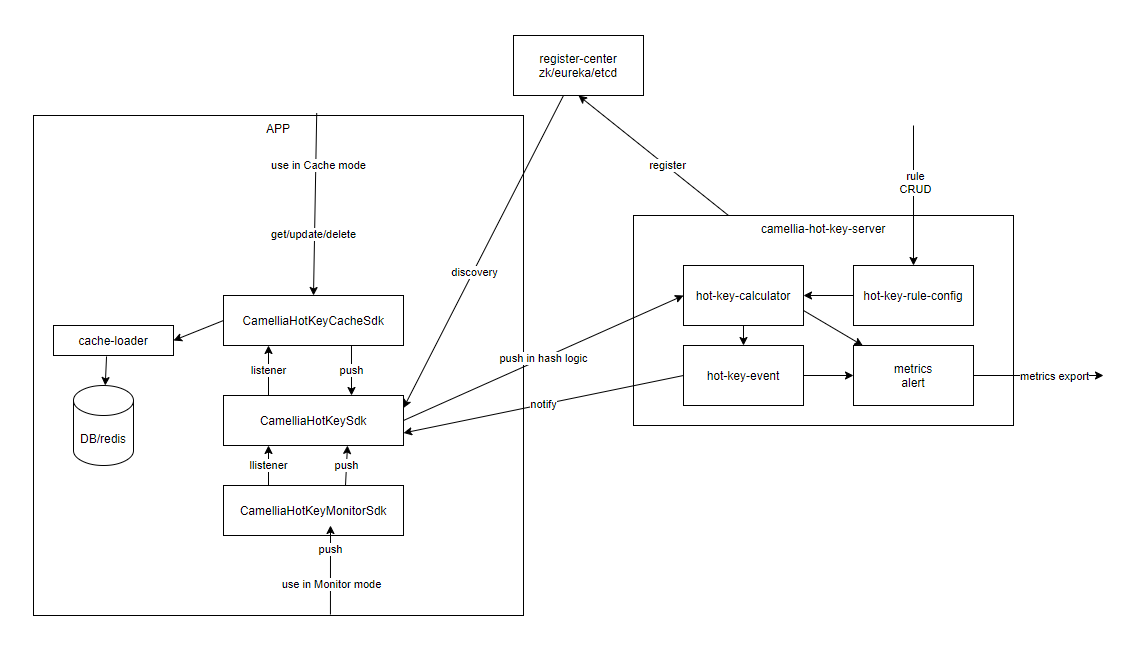 register-center
zk/eureka/etcd
APP
use in Cache mode
register
rule
CRUD
get/update/delete
camellia-hot-key-server
discovery
hot-key-calculator
hot-key-rule-config
CamelliaHotKeyCacheSdk
cache-loader
push in hash logic
listener
push
hot-key-event
metrics
alert
metrics export
notify
CamelliaHotKeySdk
DB/redis
llistener
push
CamelliaHotKeyMonitorSdk
push
use in Monitor mode